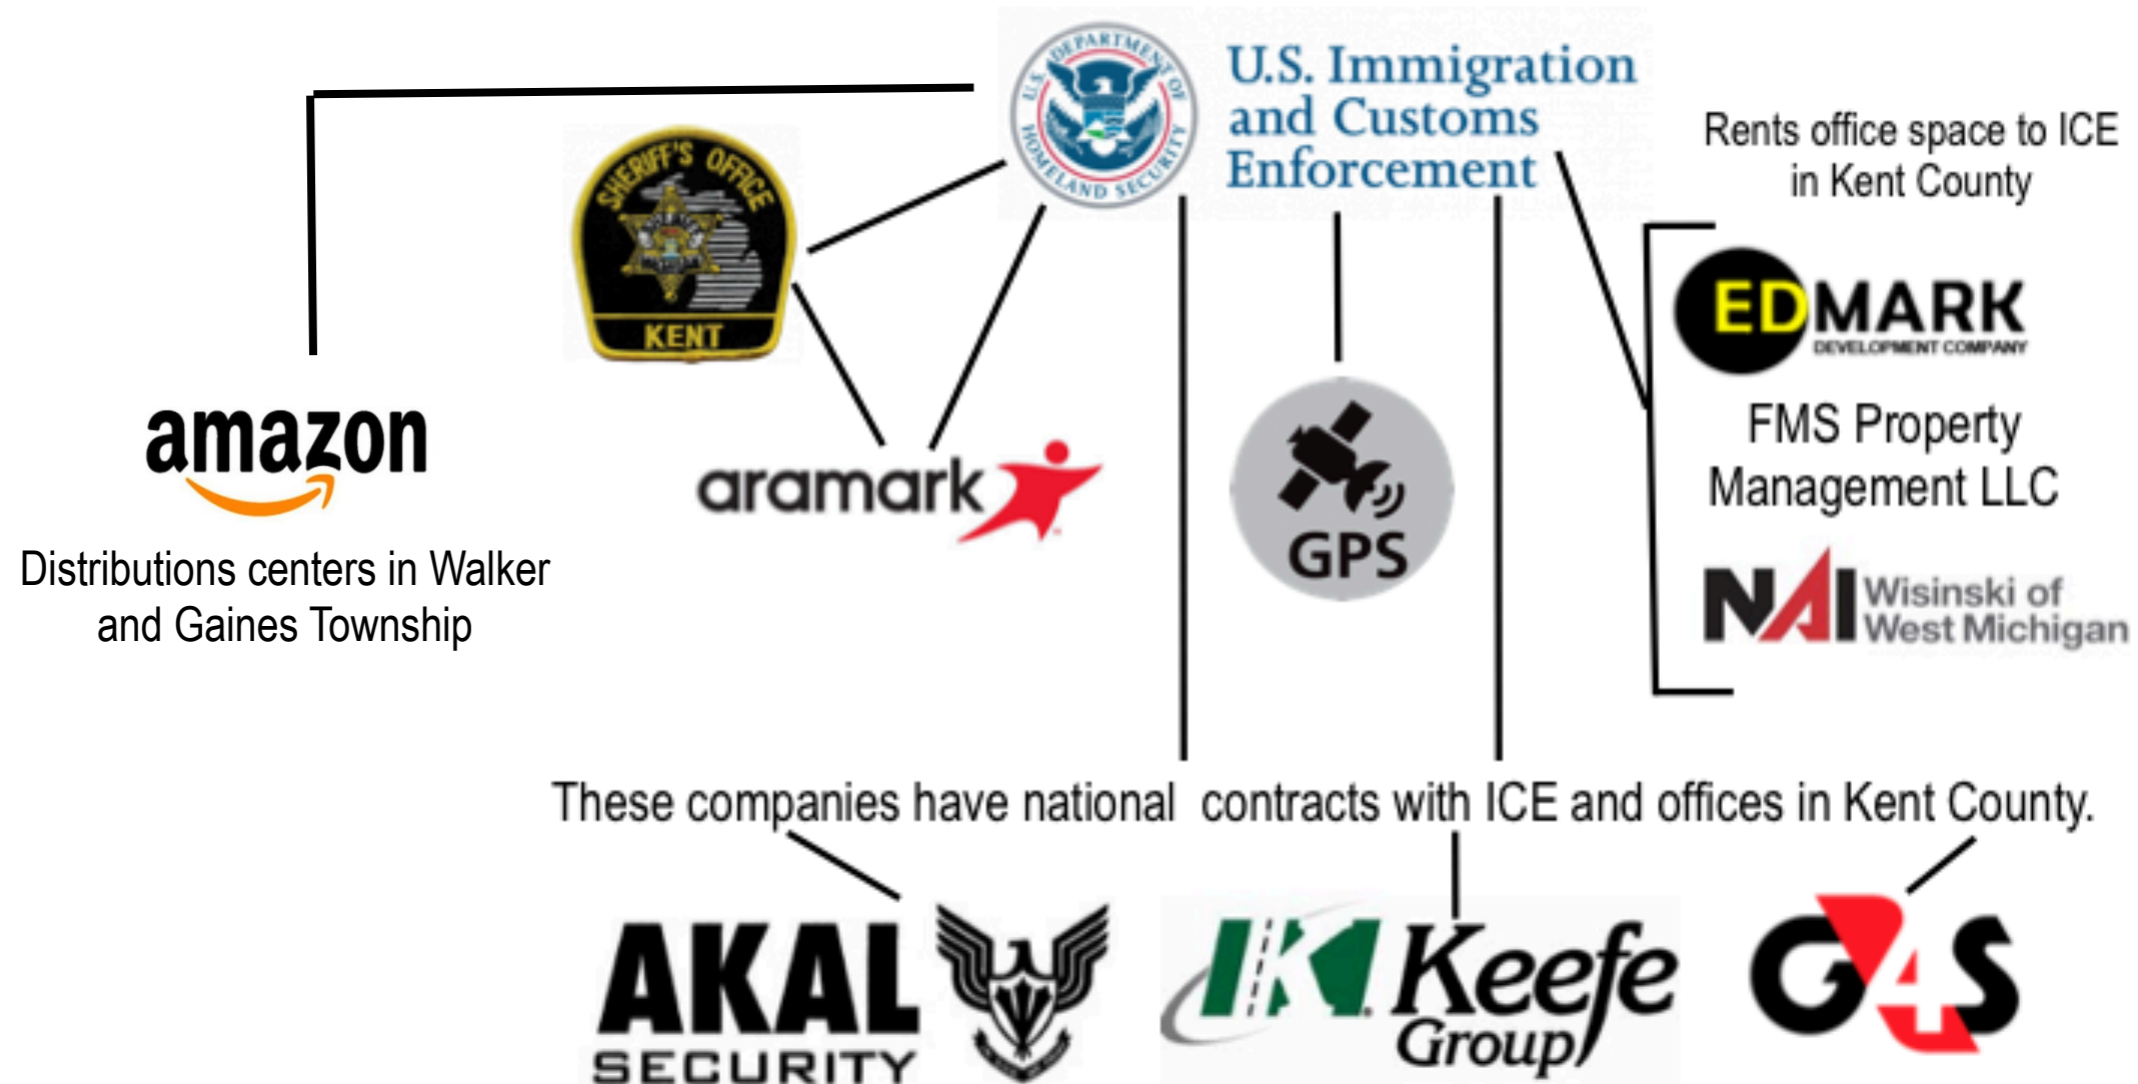 U.S. DEPARTMENT OF
HOMELAND SECURITY
U.S. Immigration
and Customs
Enforcement
Rents office space to ICE
in Kent County
SHERIFF'S OFFICE
KENT
EDMARK
DEVELOPMENT COMPANY
FMS Property
Management LLC
NAI Wisinski of
West Michigan
amazon
Distributions centers in Walker
and Gaines Township
aramark
GPS
These companies have national contracts with ICE and offices in Kent County.
AKAL
SECURITY
K Keefe
Group
G4S